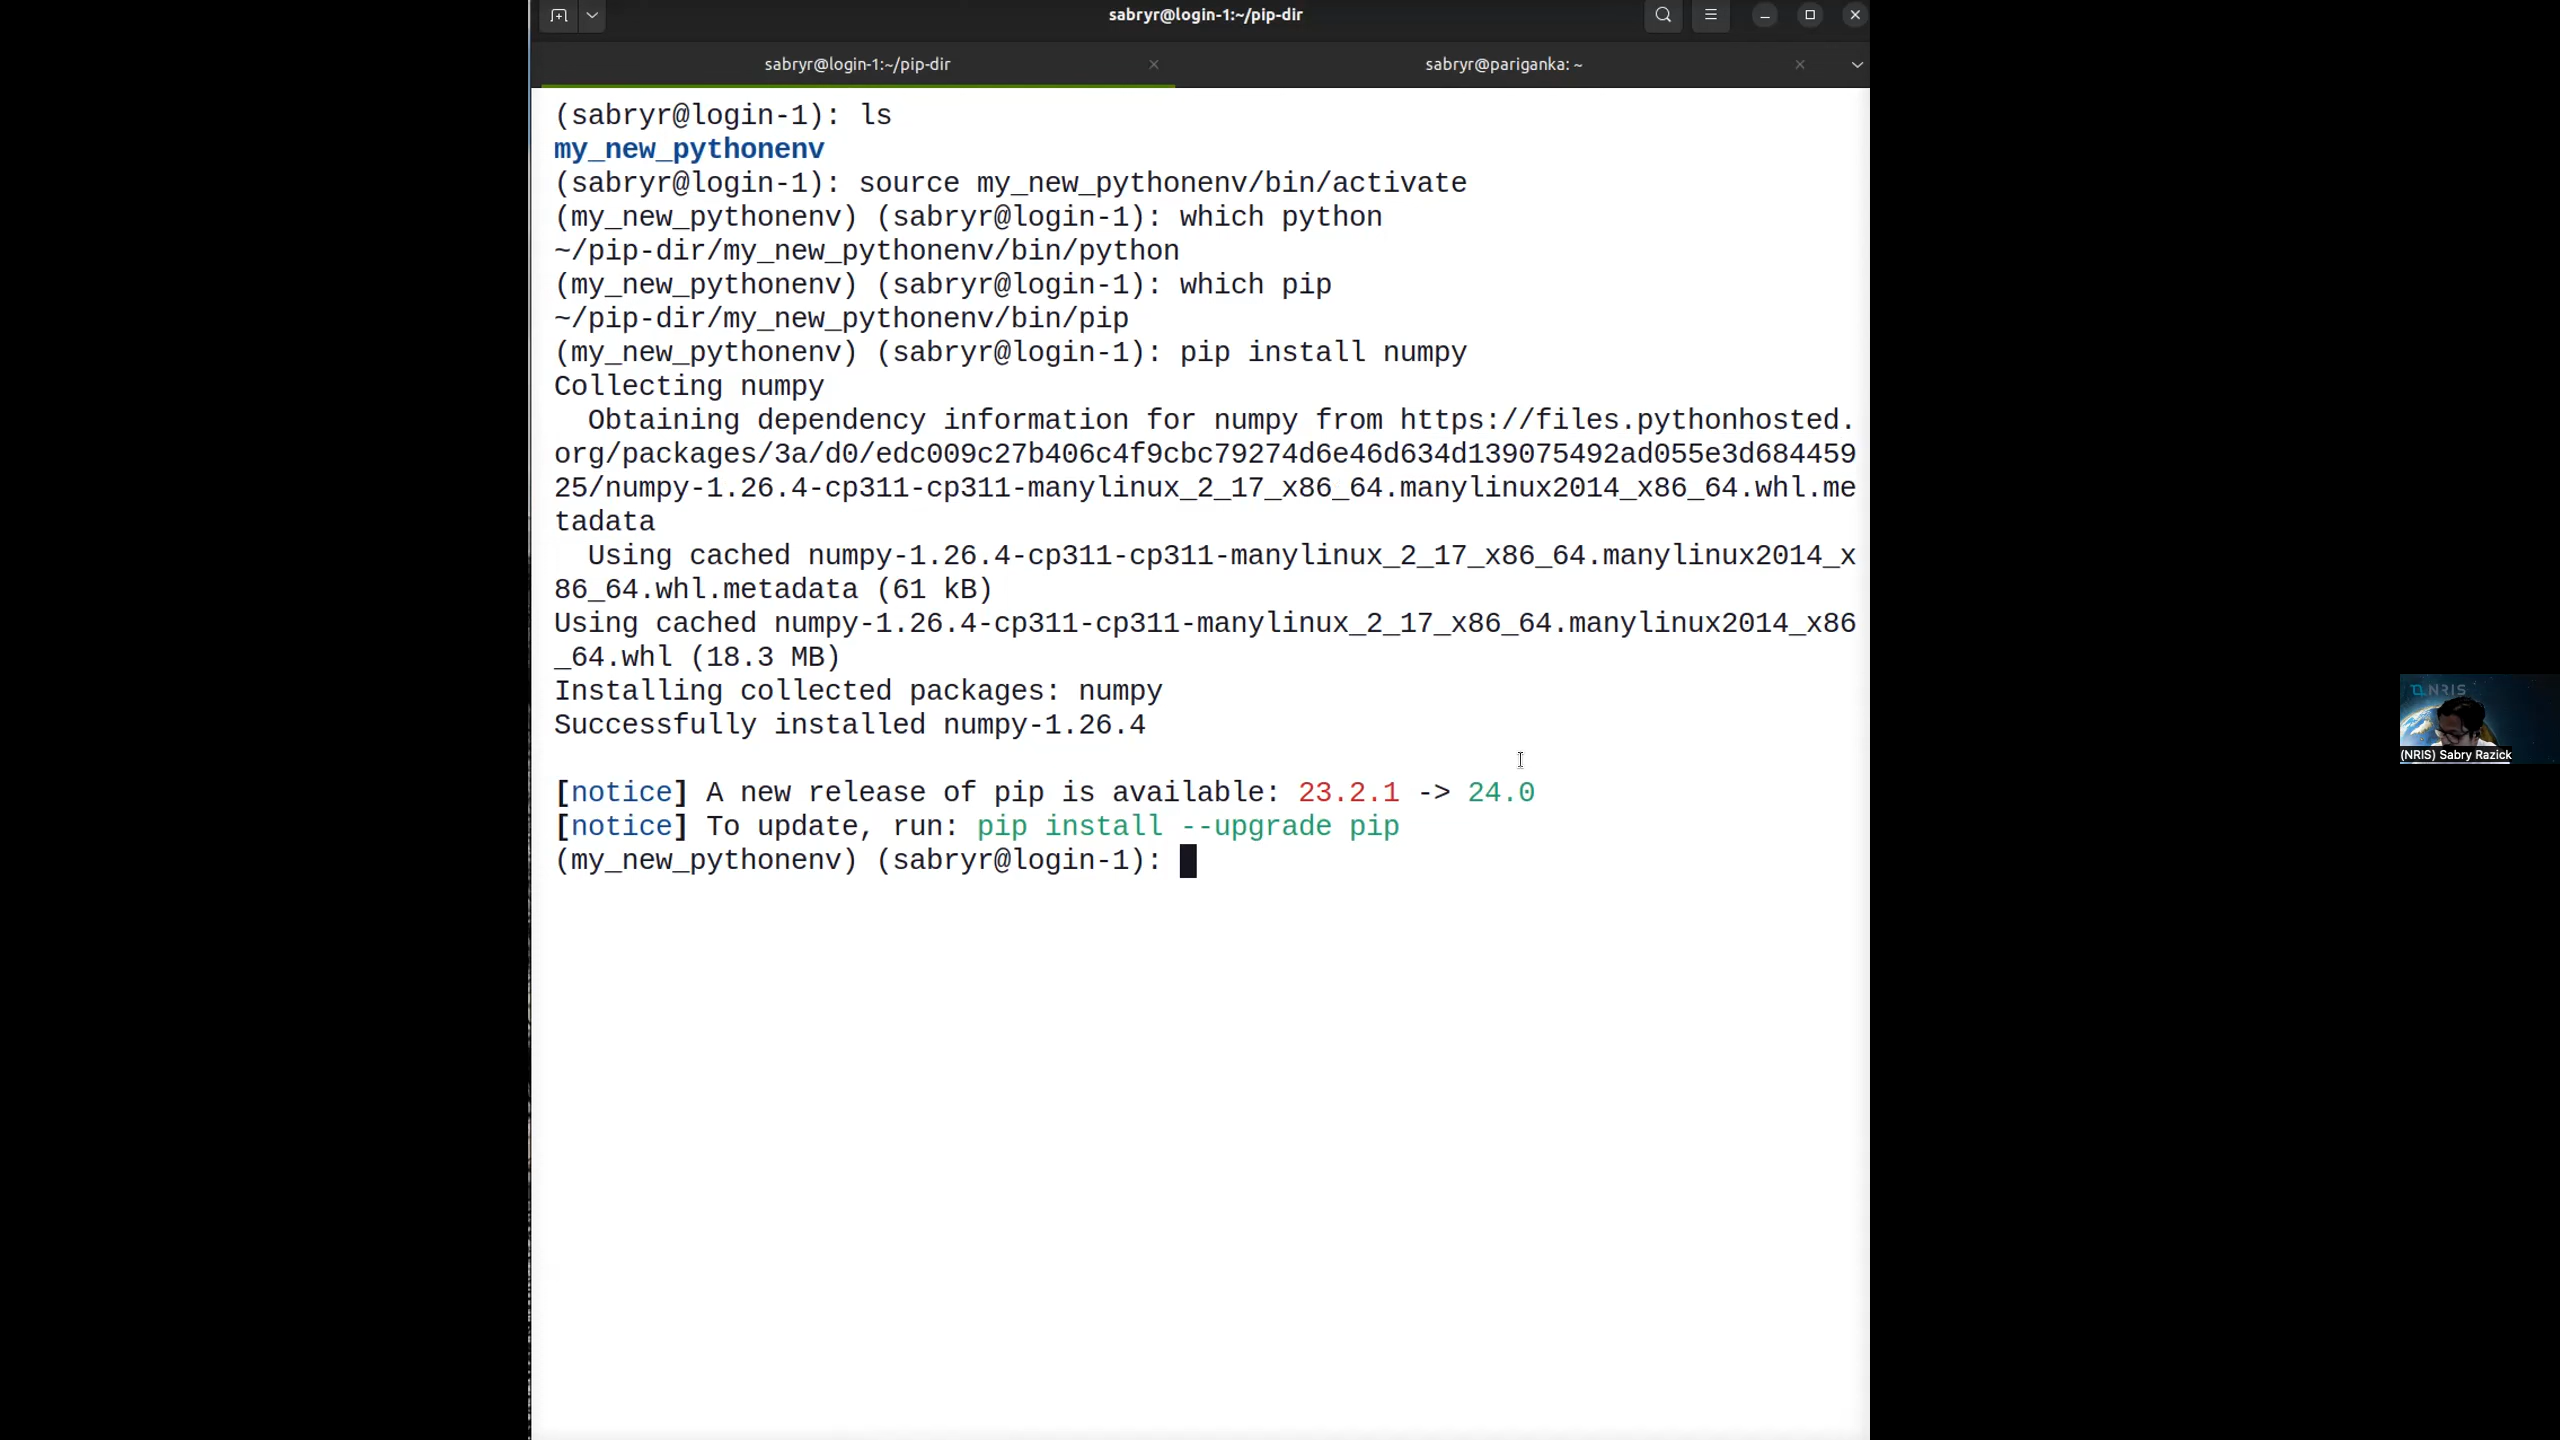 sabryr@login-1:~/pip-dir
sabryr@login-1:~/pip-dir
sabryr@pariganka: ~
(sabryr@login-1): ls
my_new_pythonenv
(sabryr@login-1): source my_new_pythonenv/bin/activate
(my_new_pythonenv) (sabryr@login-1): which python
~/pip-dir/my_new_pythonenv/bin/python
(my_new_pythonenv) (sabryr@login-1): which pip
~/pip-dir/my_new_pythonenv/bin/pip
(my_new_pythonenv) (sabryr@login-1): pip install numpy
Collecting numpy
  Obtaining dependency information for numpy from https://files.pythonhosted.
org/packages/3a/d0/edc009c27b406c4f9cbc79274d6e46d634d139075492ad055e3d684459
25/numpy-1.26.4-cp311-cp311-manylinux_2_17_x86_64.manylinux2014_x86_64.whl.me
tadata
  Using cached numpy-1.26.4-cp311-cp311-manylinux_2_17_x86_64.manylinux2014_x
86_64.whl.metadata (61 kB)
Using cached numpy-1.26.4-cp311-cp311-manylinux_2_17_x86_64.manylinux2014_x86
_64.whl (18.3 MB)
Installing collected packages: numpy
Successfully installed numpy-1.26.4
[notice] A new release of pip is available: 23.2.1 -> 24.0
[notice] To update, run: pip install --upgrade pip
(my_new_pythonenv) (sabryr@login-1):
NRIS
(NRIS) Sabry Razick